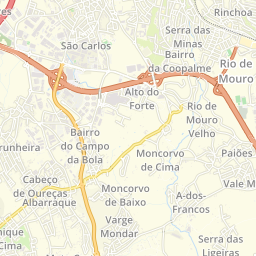 Rinchoa
Serra das
Minas
São Carlos
Bairro
da Coopalme
Rio de
Mouro
Alto do
Forte
Rio de
Mouro
Velho
Bairro
do Campo
da Bola
Paiões
Moncorvo
de Cima
Cabeço
de Oureças
Albarraque
Vale M
Moncorvo
de Baixo
A-dos-
Francos
Varge
Mondar
Cima
Serra das
Ligeiras